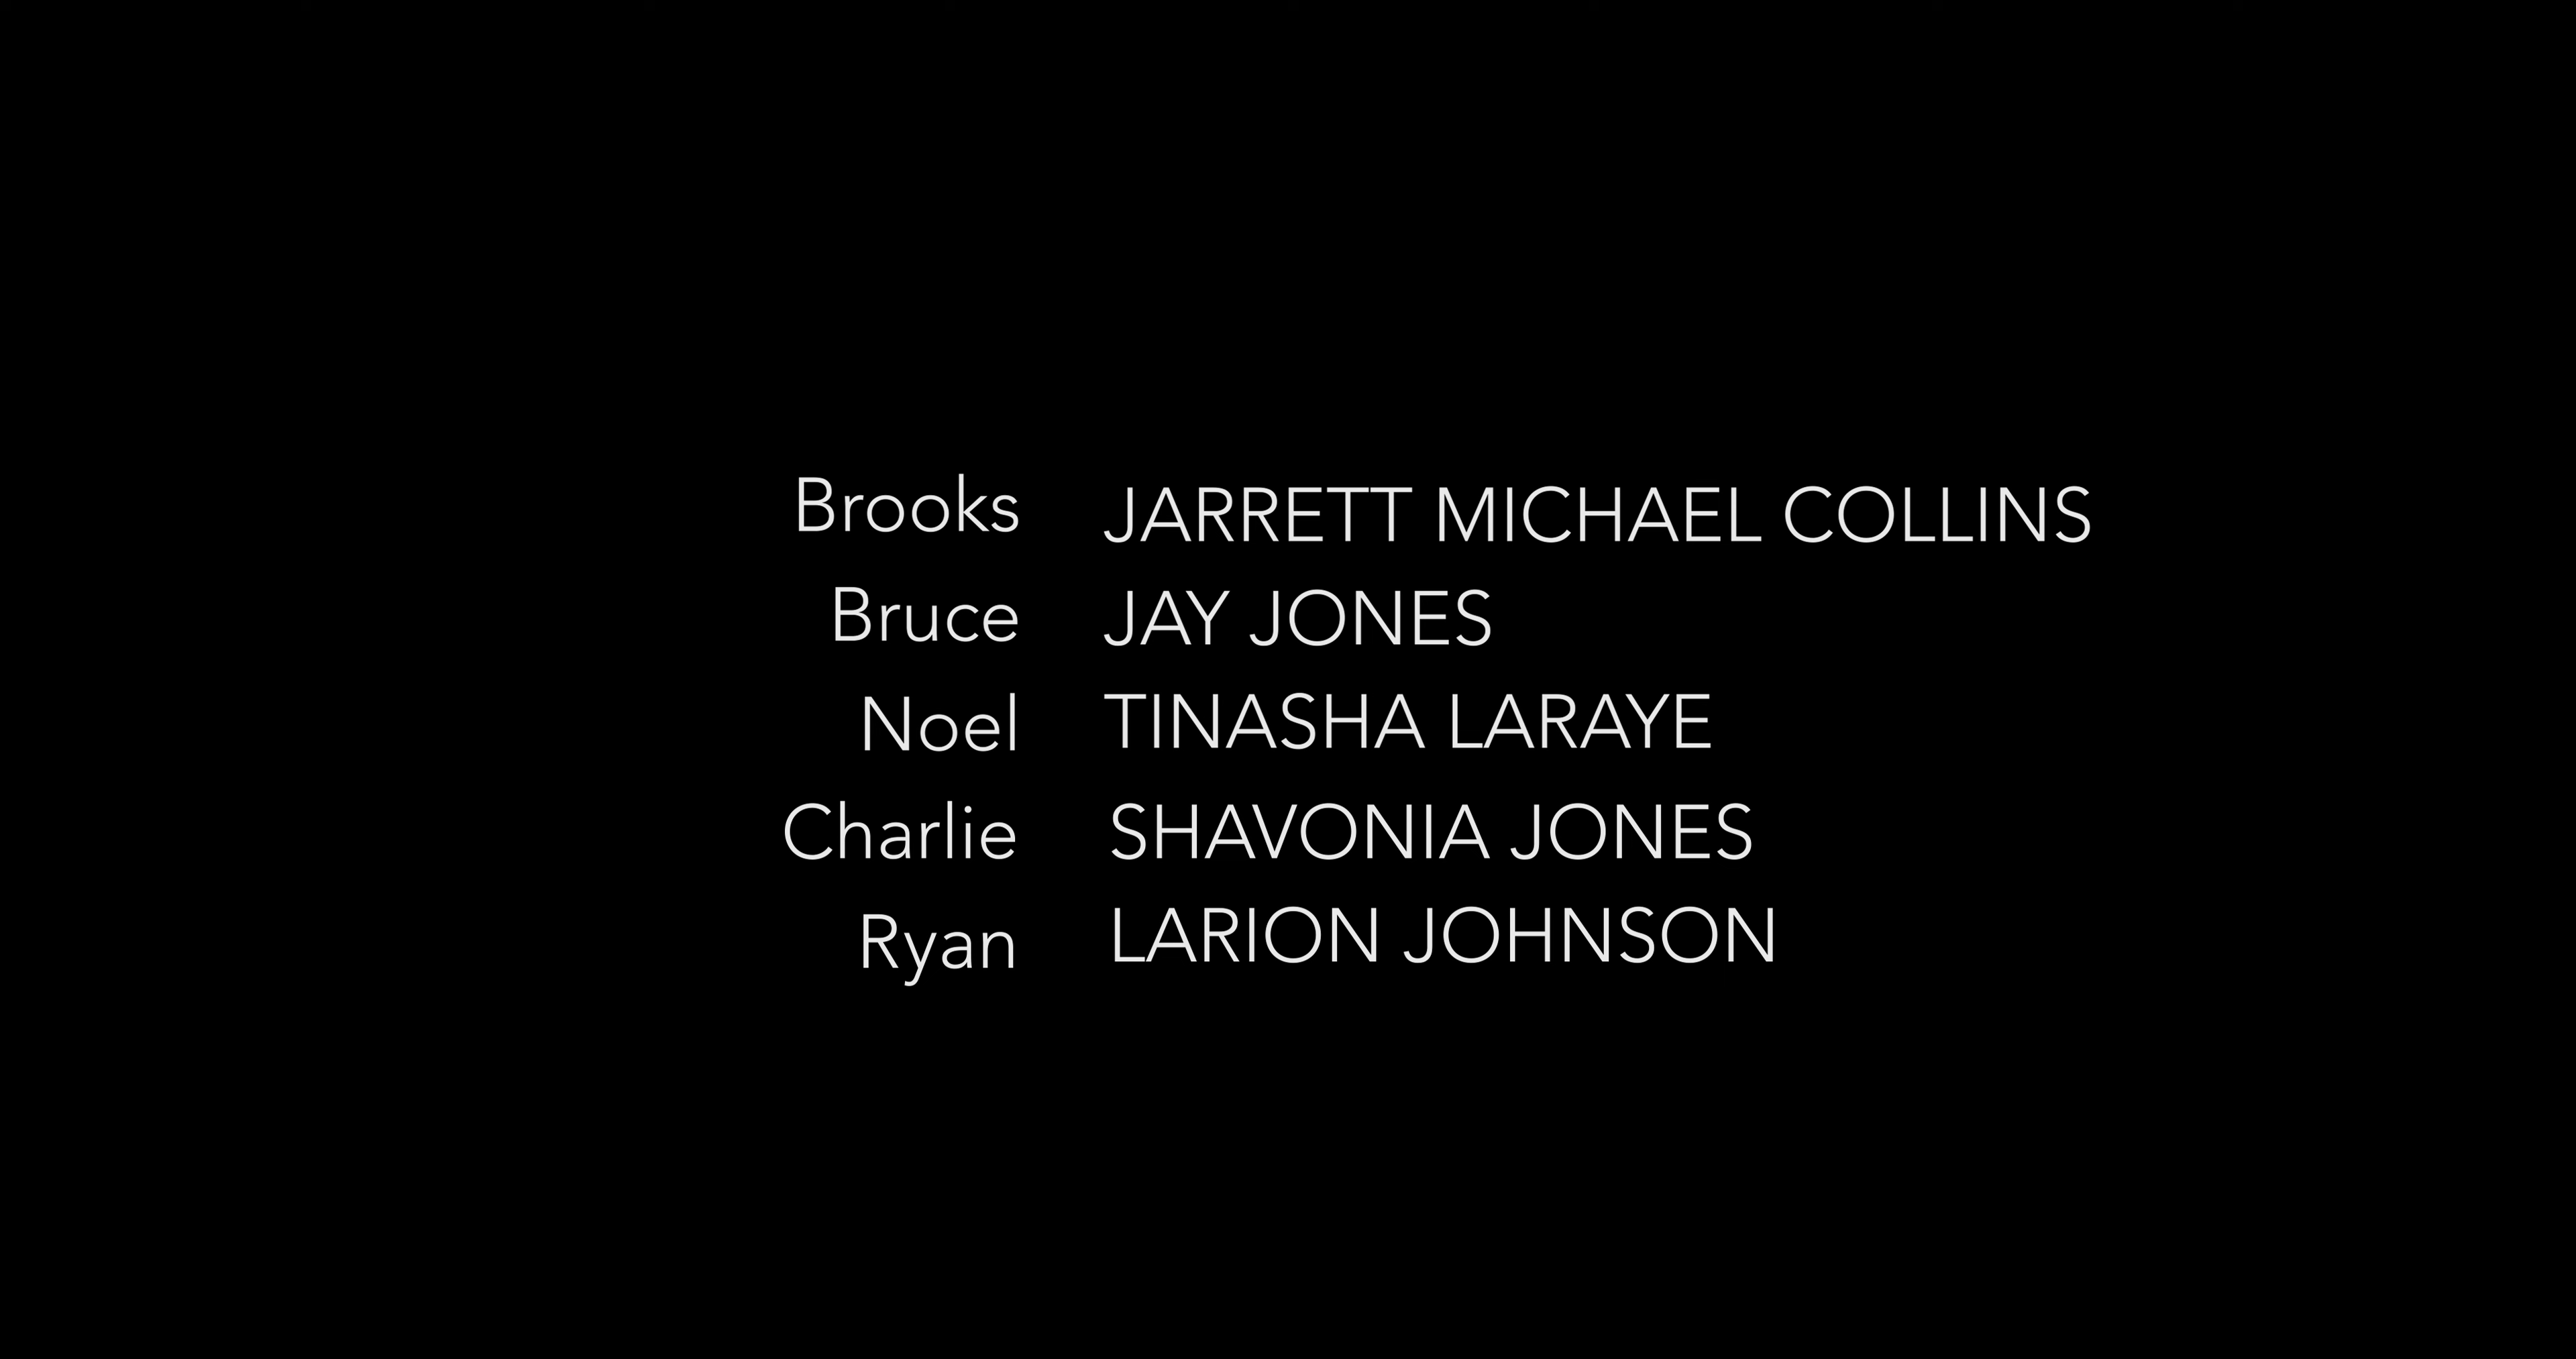 Brooks JARRETT MICHAEL COLLINS
Bruce JAY JONES
Noel TINASHA LARAYE
Charlie SHAVONIA JONES
Ryan LARION JOHNSON